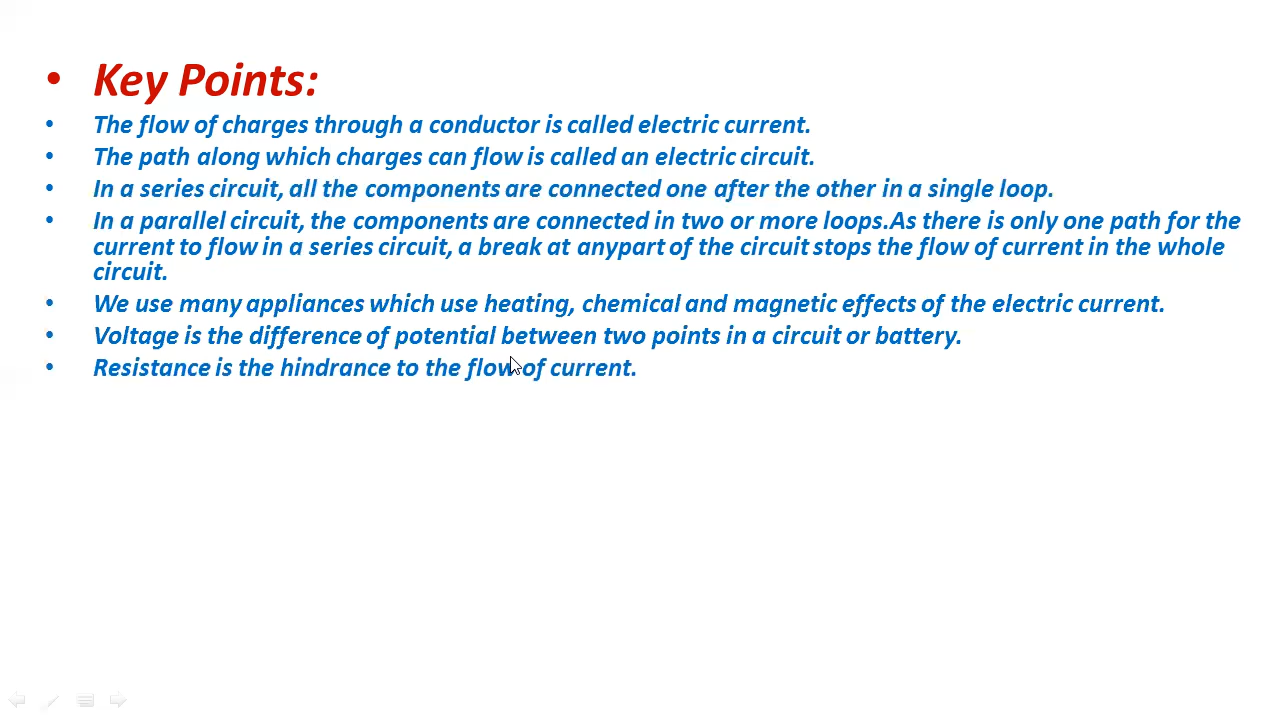 • Key Points:
• The flow of charges through a conductor is called electric current.
• The path along which charges can flow is called an electric circuit.
• In a series circuit, all the components are connected one after the other in a single loop.
• In a parallel circuit, the components are connected in two or more loops.As there is only one path for the
current to flow in a series circuit, a break at anypart of the circuit stops the flow of current in the whole
circuit.
• We use many appliances which use heating, chemical and magnetic effects of the electric current.
• Voltage is the difference of potential between two points in a circuit or battery.
• Resistance is the hindrance to the flow of current.